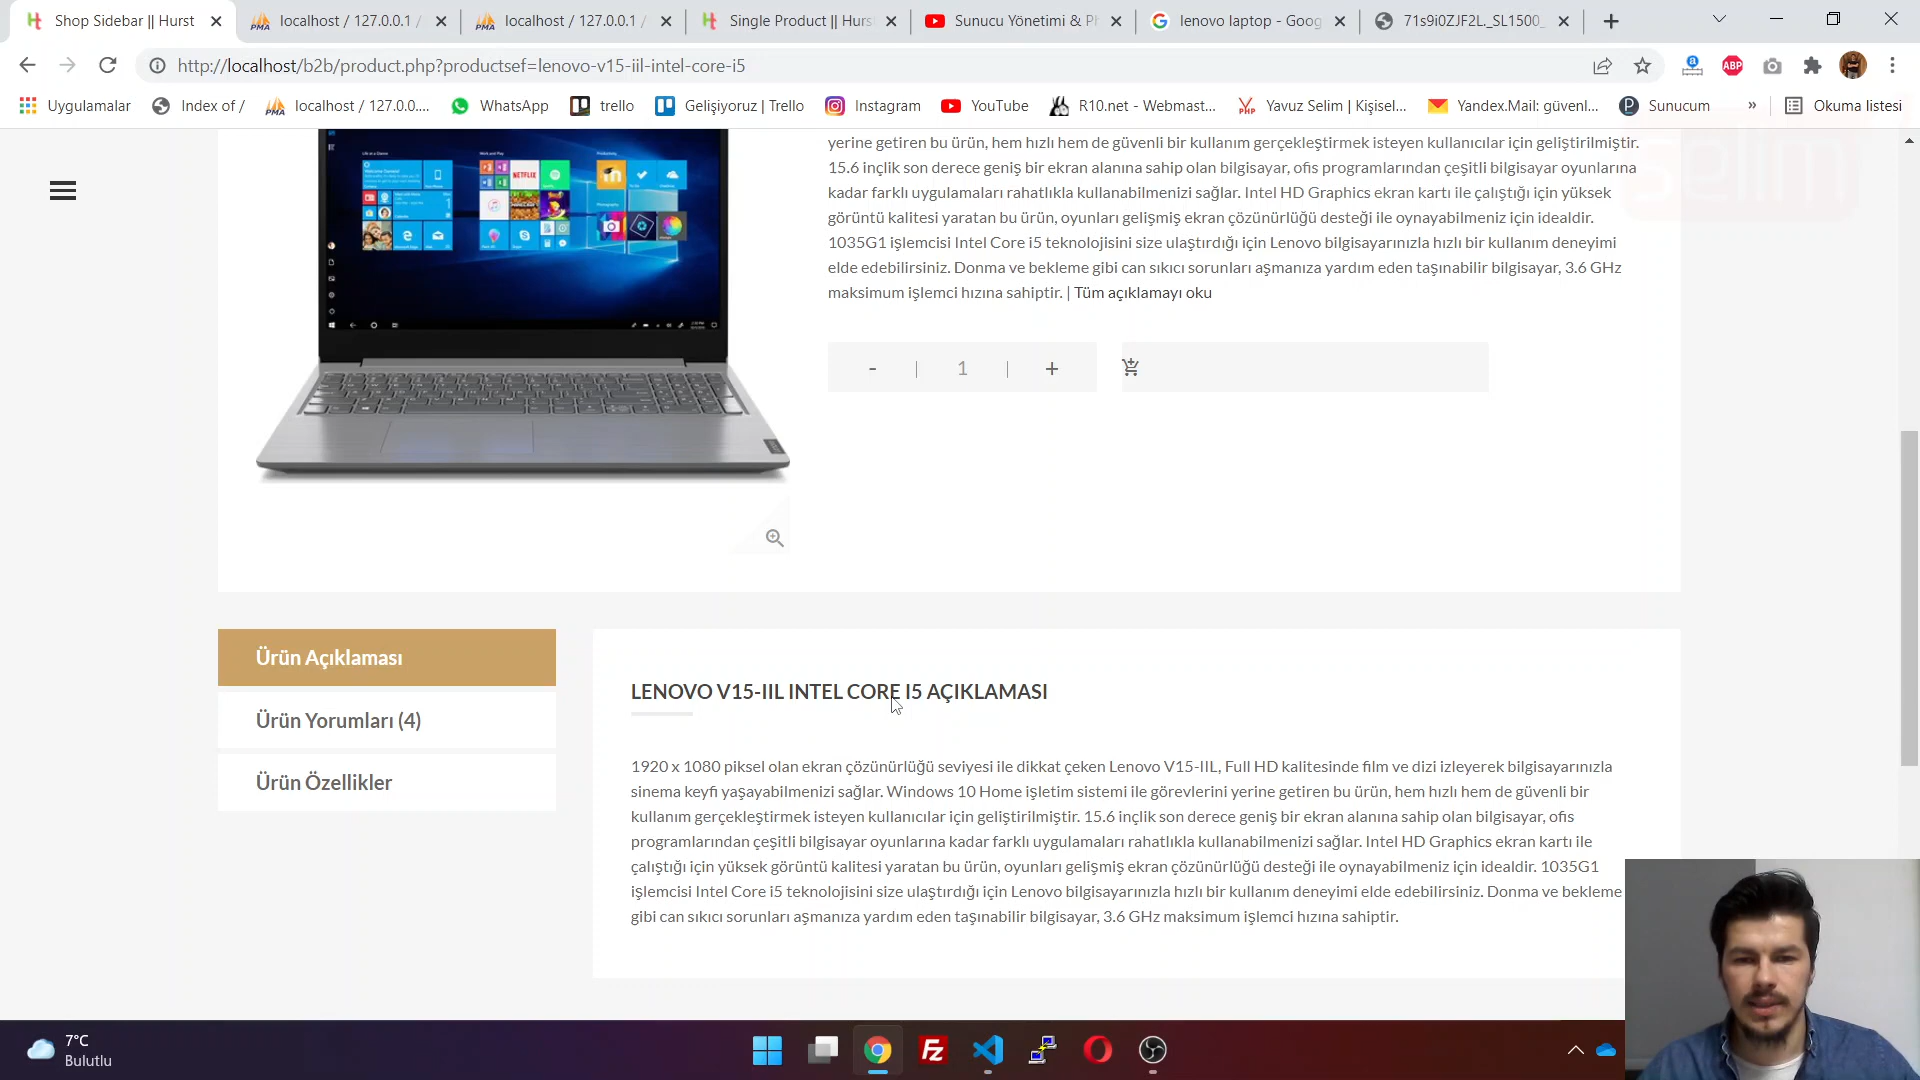 Shop Sidebar || Hurst
localhost / 127.0.0.1 /
localhost / 127.0.0.1 /
Single Product || Hurs
Sunucu Yönetimi & P
lenovo laptop - Goog
71s9i0ZJF2L._SL1500_
http://localhost/b2b/product.php?productsef=lenovo-v15-iil-intel-core-i5
ABP
Uygulamalar
Index of /
PMA
localhost / 127.0.0....
WhatsApp
trello
Gelişiyoruz | Trello
Instagram
YouTube
R10.net - Webmast...
PHP
Yavuz Selim | Kişisel...
Yandex.Mail: güvenl...
Sunucum
»
Okuma listesi
yerine getiren bu ürün, hem hızlı hem de güvenli bir kullanım gerçekleştirmek isteyen kullanıcılar için geliştirilmiştir.
15.6 inçlik son derece geniş bir ekran alanına sahip olan bilgisayar, ofis programlarından çeşitli bilgisayar oyunlarına
kadar farklı uygulamaları rahatlıkla kullanabilmenizi sağlar. Intel HD Graphics ekran kartı ile çalıştığı için yüksek
görüntü kalitesi yaratan bu ürün, oyunları gelişmiş ekran çözünürlüğü desteği ile oynayabilmeniz için idealdir.
1035G1 işlemcisi Intel Core i5 teknolojisini size ulaştırdığı için Lenovo bilgisayarınızla hızlı bir kullanım deneyimi
elde edebilirsiniz. Donma ve bekleme gibi can sıkıcı sorunları aşmanıza yardım eden taşınabilir bilgisayar, 3.6 GHz
maksimum işlemci hızına sahiptir. | Tüm açıklamayı oku
selim
NETFLIX
- | 1 | +
Ürün Açıklaması
Ürün Yorumları (4)
Ürün Özellikler
LENOVO V15-IIL INTEL CORE I5 AÇIKLAMASI
1920 x 1080 piksel olan ekran çözünürlüğü seviyesi ile dikkat çeken Lenovo V15-IIL, Full HD kalitesinde film ve dizi izleyerek bilgisayarınızla
sinema keyfi yaşayabilmenizi sağlar. Windows 10 Home işletim sistemi ile görevlerini yerine getiren bu ürün, hem hızlı hem de güvenli bir
kullanım gerçekleştirmek isteyen kullanıcılar için geliştirilmiştir. 15.6 inçlik son derece geniş bir ekran alanına sahip olan bilgisayar, ofis
programlarından çeşitli bilgisayar oyunlarına kadar farklı uygulamaları rahatlıkla kullanabilmenizi sağlar. Intel HD Graphics ekran kartı ile
çalıştığı için yüksek görüntü kalitesi yaratan bu ürün, oyunları gelişmiş ekran çözünürlüğü desteği ile oynayabilmeniz için idealdir. 1035G1
işlemcisi Intel Core i5 teknolojisini size ulaştırdığı için Lenovo bilgisayarınızla hızlı bir kullanım deneyimi elde edebilirsiniz. Donma ve bekleme
gibi can sıkıcı sorunları aşmanıza yardım eden taşınabilir bilgisayar, 3.6 GHz maksimum işlemci hızına sahiptir.
7°C
Bulutlu